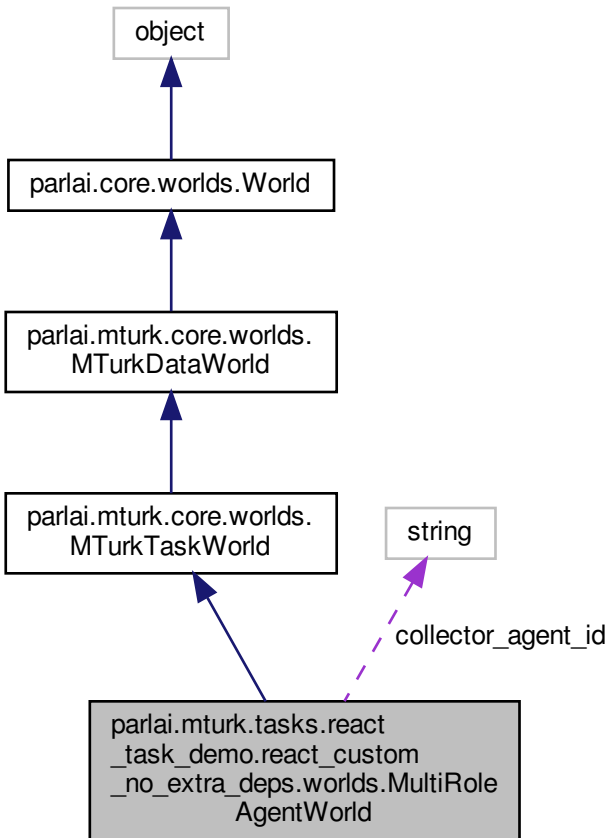 object
parlai.core.worlds.World
parlai.mturk.core.worlds.
MTurkDataWorld
parlai.mturk.core.worlds.
MTurkTaskWorld
string
collector_agent_id
parlai.mturk.tasks.react
_task_demo.react_custom
_no_extra_deps.worlds.MultiRole
AgentWorld